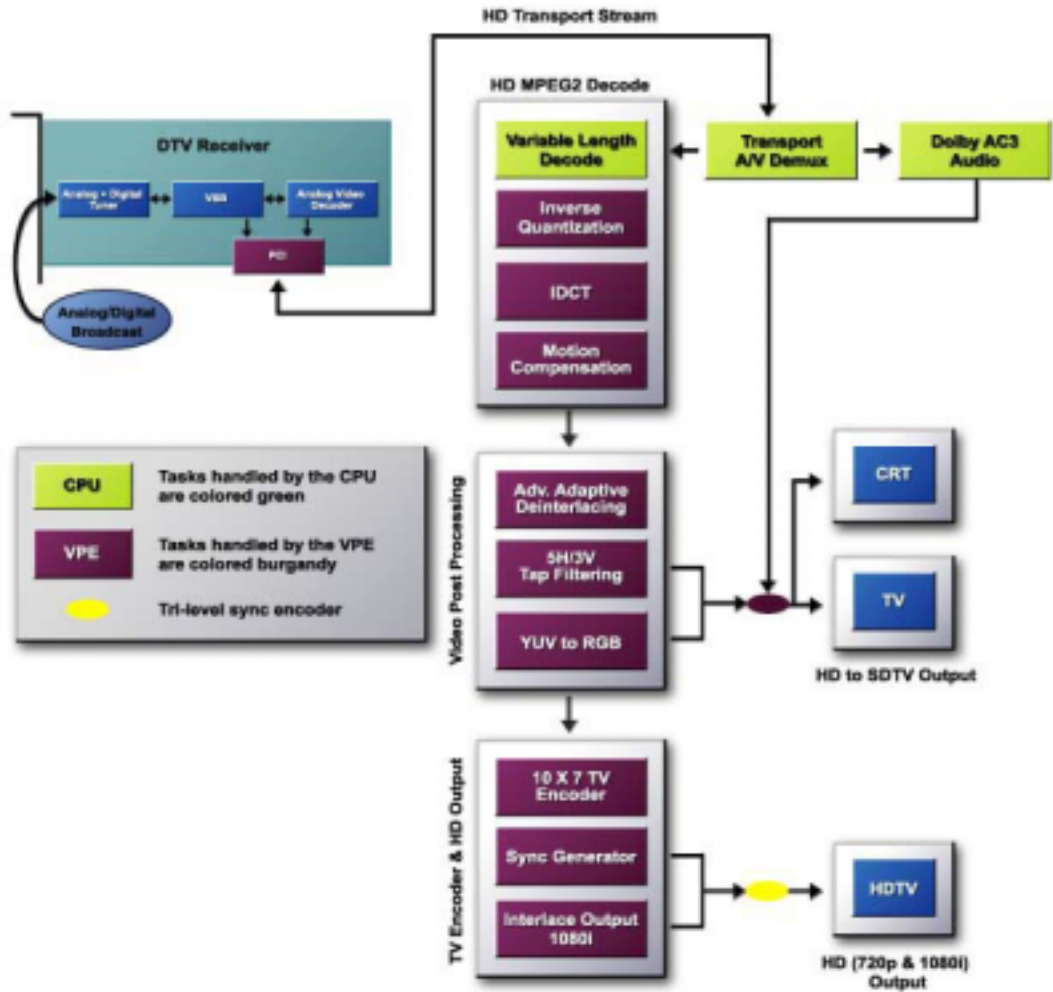 HD Transport Stream
HD MPEG2 Decode
DTV Receiver
Analog + Digital
Tuner
Analog Video
Decoder
PCI
Analog/Digital
Broadcast
Variable Length
Decode
Transport
A/V Demux
Dolby AC3
Audio
Inverse
Quantization
IDCT
Motion
Compensation
CPU
Tasks handled by the CPU
are colored green
VPE
Tasks handled by the VPE
are colored burgandy
Tri-level sync encoder
Video Post Processing
Adv. Adaptive
Deinterlacing
5H/3V
Tap Filtering
YUV to RGB
CRT
TV
HD to SDTV Output
TV Encoder & HD Output
10 X 7 TV
Encoder
Sync Generator
Interlace Output
1080i
HDTV
HD (720p & 1080i)
Output